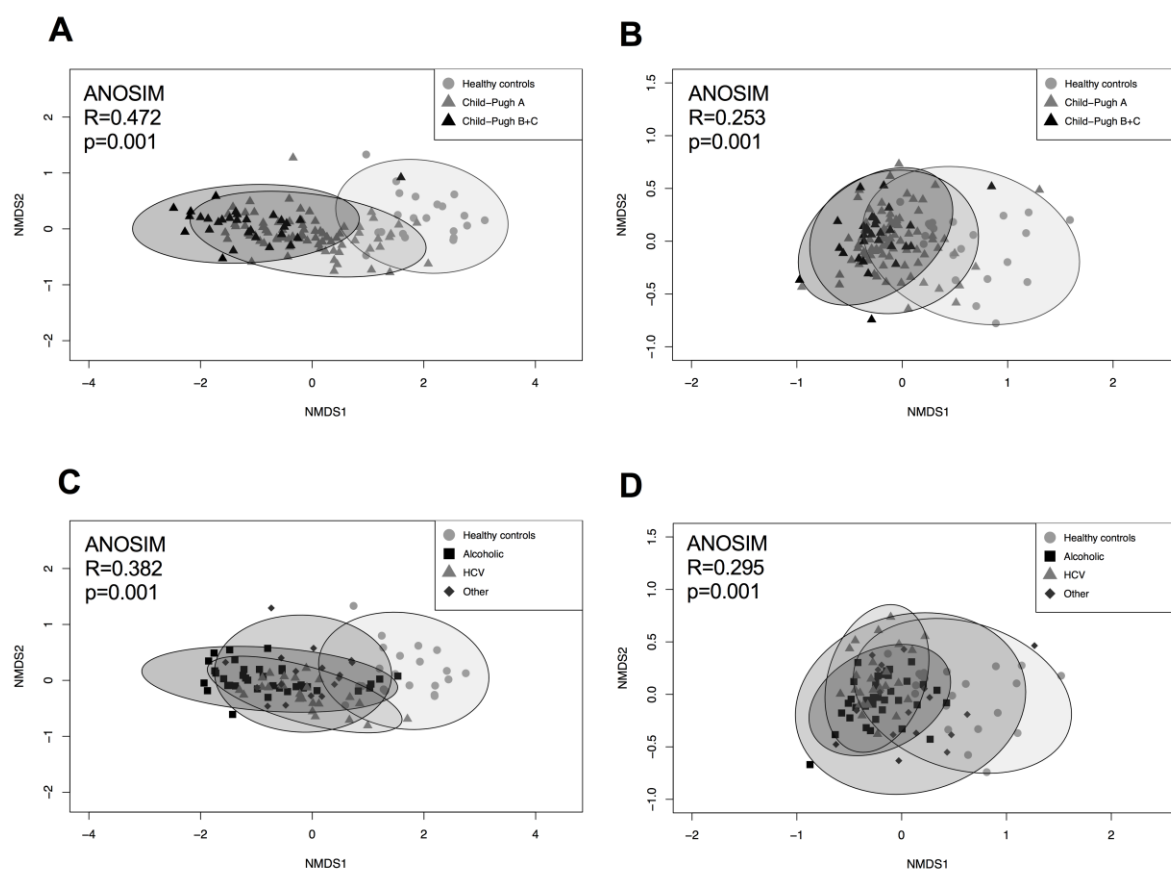 A
ANOSIM
R=0.472
p=0.001
Healthy controls
Child−Pugh A
Child−Pugh B+C
NMDS2
2
1
0
−1
−2
−4
−2
0
2
4
NMDS1
B
ANOSIM
R=0.253
p=0.001
Healthy controls
Child−Pugh A
Child−Pugh B+C
NMDS2
1.5
1.0
0.5
0.0
−0.5
−1.0
−2
−1
0
1
2
NMDS1
C
ANOSIM
R=0.382
p=0.001
Healthy controls
Alcoholic
HCV
Other
NMDS2
2
1
0
−1
−2
−4
−2
0
2
4
NMDS1
D
ANOSIM
R=0.295
p=0.001
Healthy controls
Alcoholic
HCV
Other
NMDS2
1.5
1.0
0.5
0.0
−0.5
−1.0
−2
−1
0
1
2
NMDS1